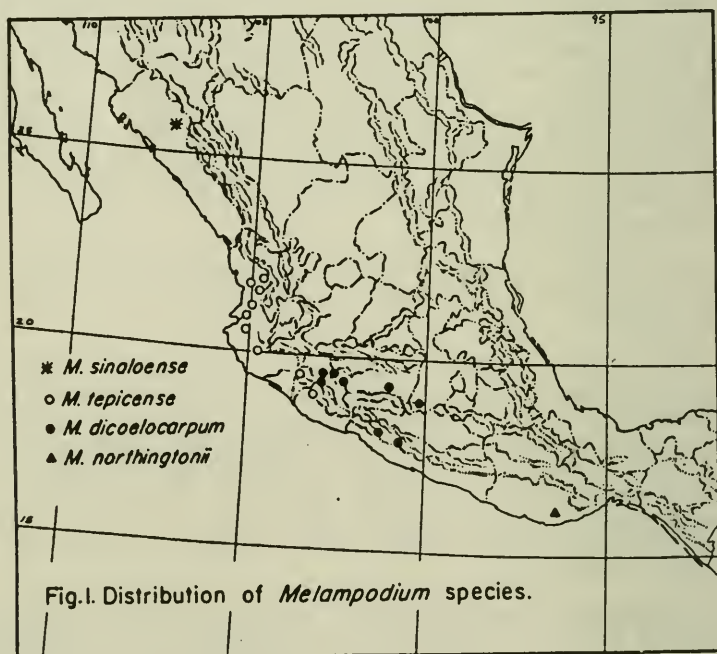 110 105 100 95
25
20
✱ M. sinaloense
○ M. tepicense
● M. dicoelocarpum
▲ M. northingtonii
15
Fig.1. Distribution of Melampodium species.